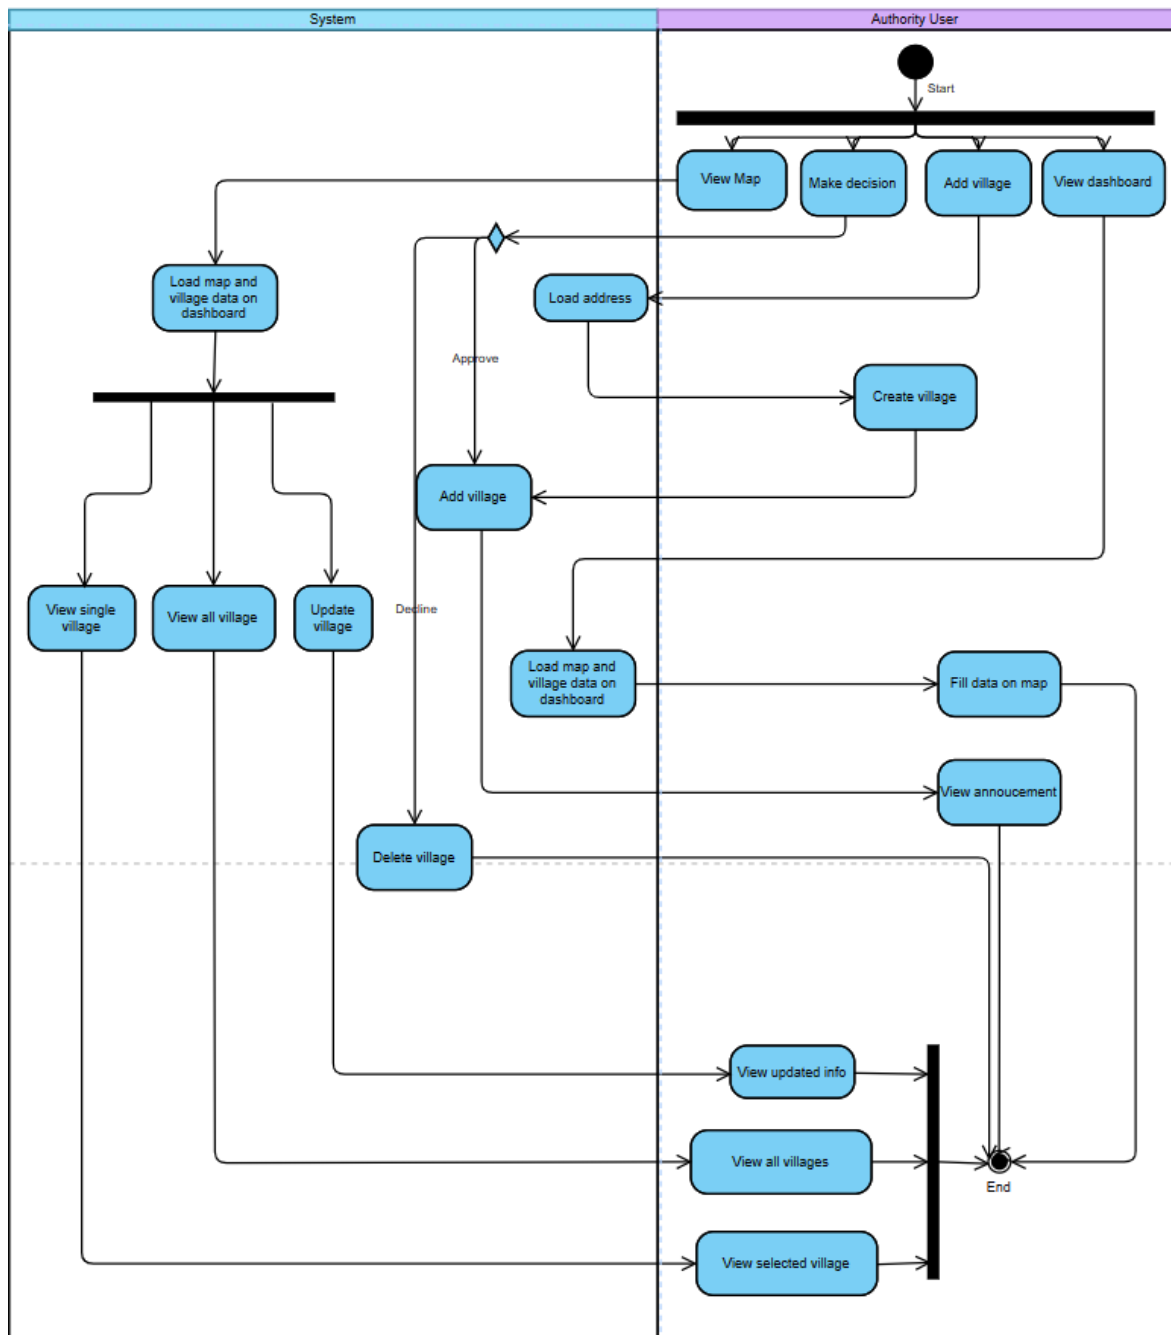 System
Authority User
Start
View Map
Make decision
Add village
View dashboard
Load map and
village data on
dashboard
Load address
Approve
Create village
Add village
View single
village
View all village
Update
village
Decline
Load map and
village data on
dashboard
Fill data on map
View annoucement
Delete village
View updated info
View all villages
End
View selected village